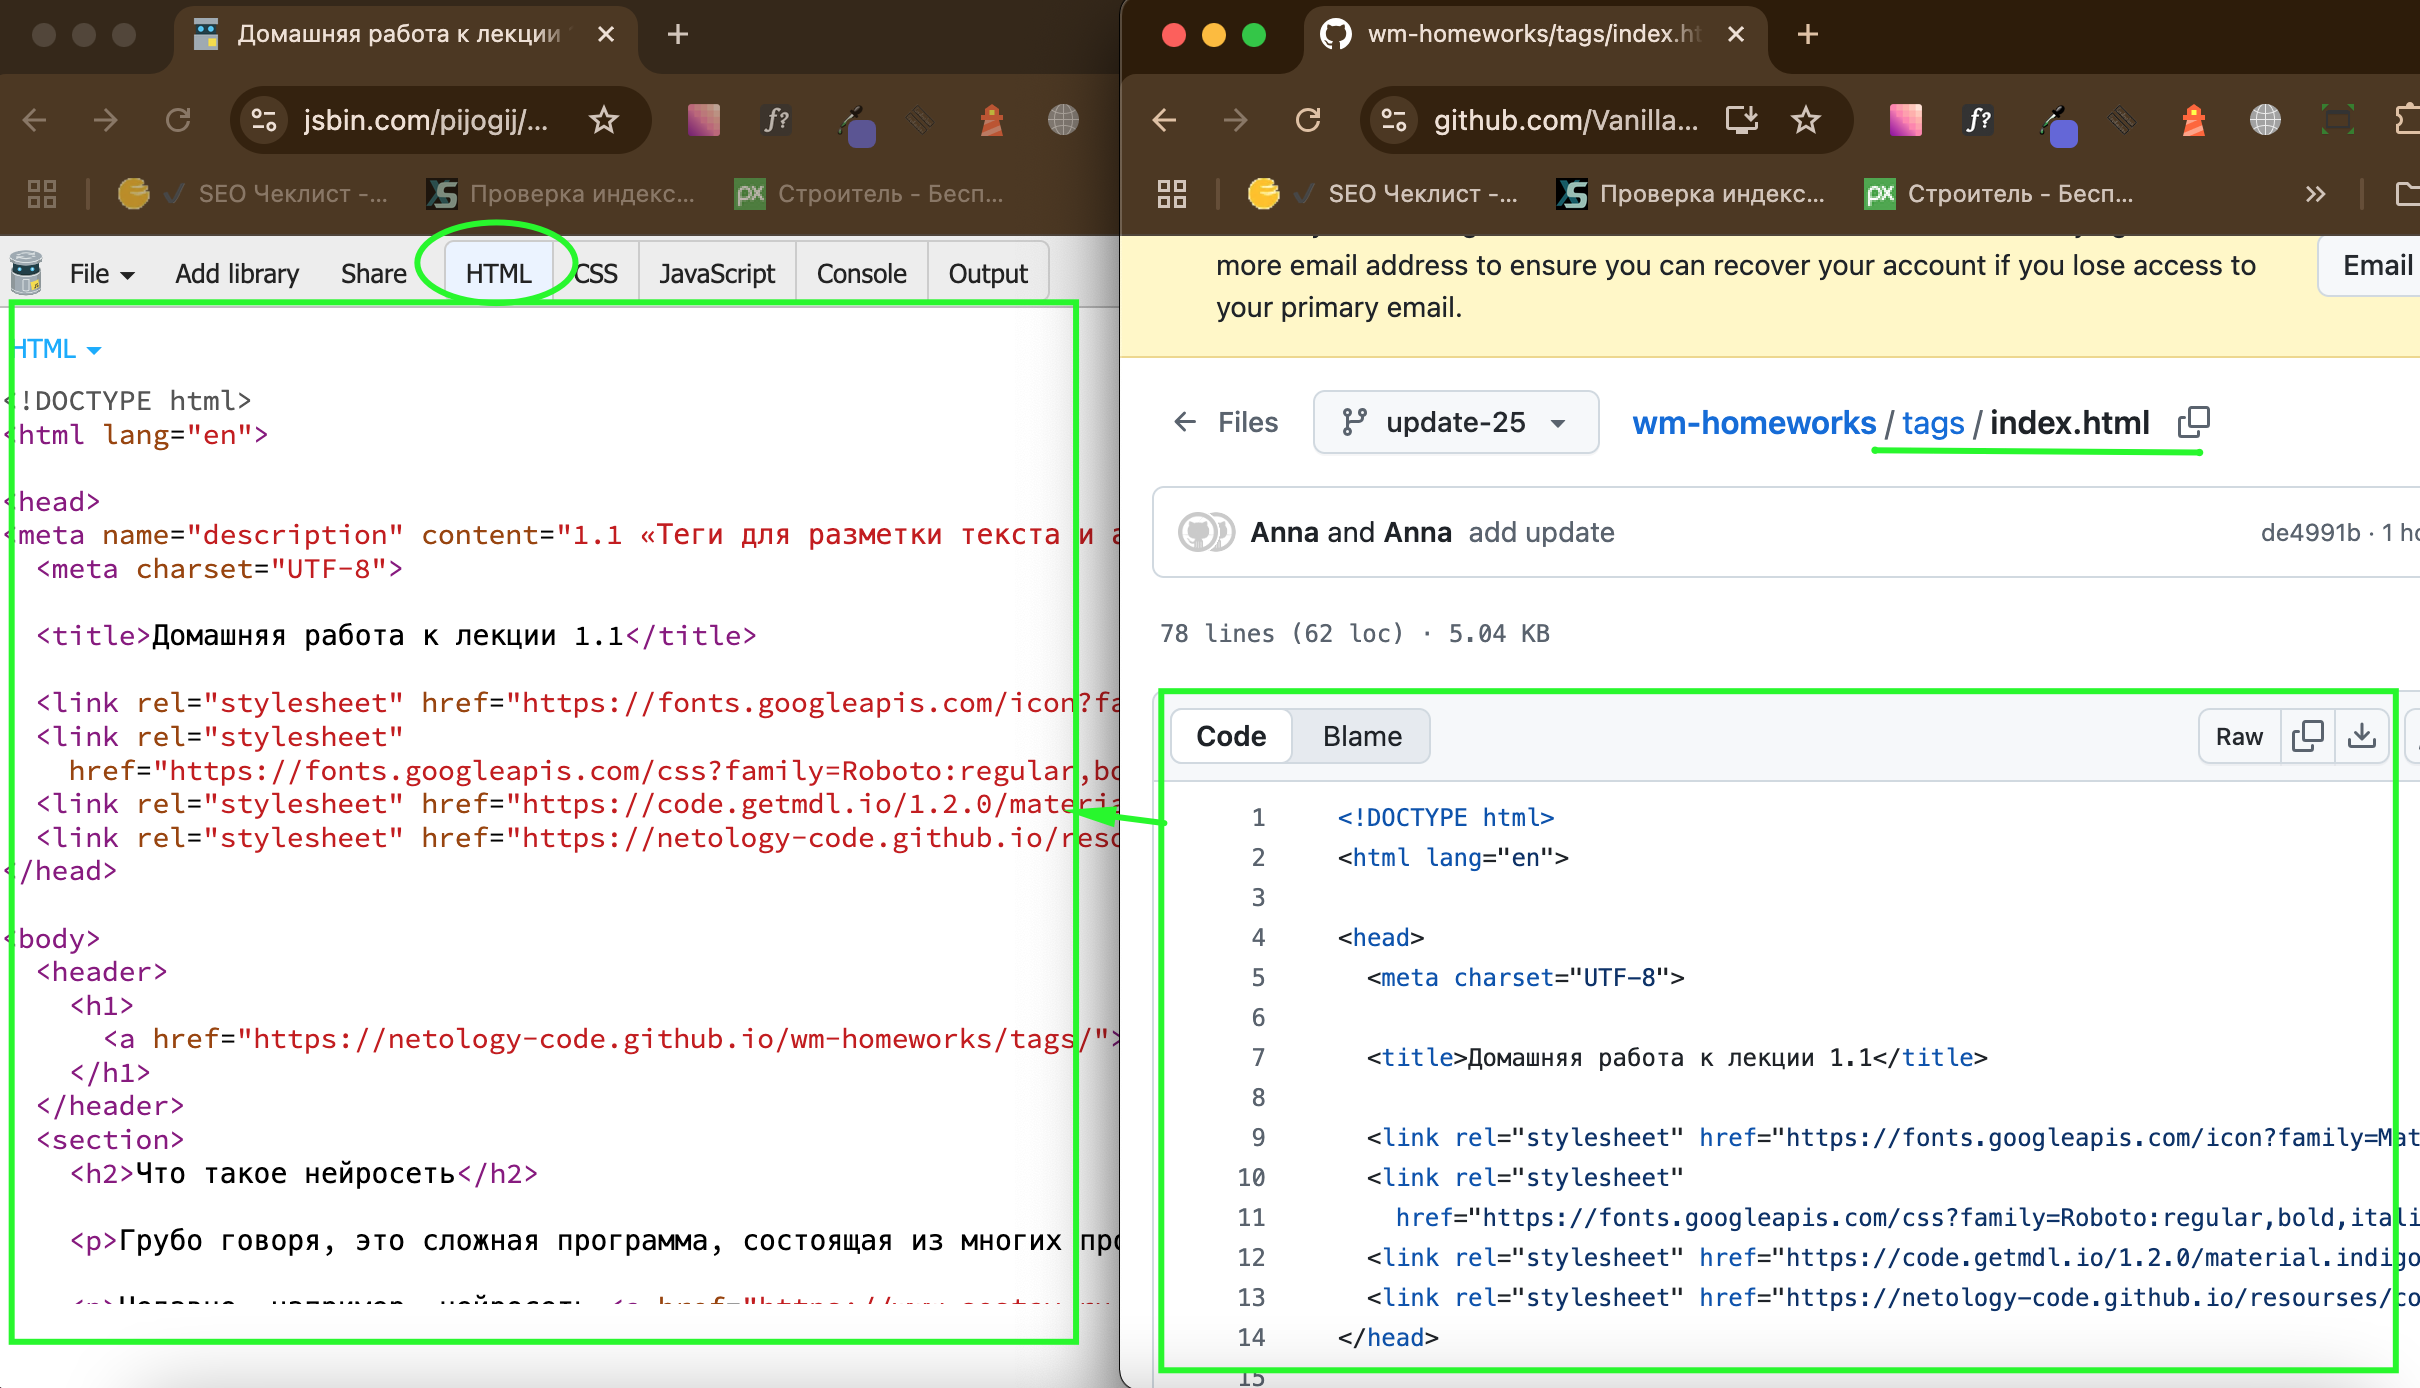 Домашняя работа к лекции
jsbin.com/pijogij/...
SEO Чеклист -...
Проверка индекс...
Строитель - Бесп...
File
Add library
Share
HTML
CSS
JavaScript
Console
Output
HTML
<!DOCTYPE html>
<html lang="en">
<head>
<meta name="description" content="1.1 «Теги для разметки текста и а
<meta charset="UTF-8">
<title>Домашняя работа к лекции 1.1</title>
<link rel="stylesheet" href="https://fonts.googleapis.com/icon?fa
<link rel="stylesheet"
href="https://fonts.googleapis.com/css?family=Roboto:regular,bo
<link rel="stylesheet" href="https://code.getmdl.io/1.2.0/materia
<link rel="stylesheet" href="https://netology-code.github.io/reso
</head>
<body>
<header>
<h1>
<a href="https://netology-code.github.io/wm-homeworks/tags/">
</h1>
</header>
<section>
<h2>Что такое нейросеть</h2>
<p>Грубо говоря, это сложная программа, состоящая из многих про
wm-homeworks/tags/index.ht
github.com/Vanilla...
SEO Чеклист -...
Проверка индекс...
Строитель - Бесп...
more email address to ensure you can recover your account if you lose access to
your primary email.
Email
Files
update-25
wm-homeworks / tags / index.html
Anna and Anna add update
de4991b · 1 ho
78 lines (62 loc) · 5.04 KB
Code
Blame
Raw
1 <!DOCTYPE html>
2 <html lang="en">
3
4 <head>
5 <meta charset="UTF-8">
6
7 <title>Домашняя работа к лекции 1.1</title>
8
9 <link rel="stylesheet" href="https://fonts.googleapis.com/icon?family=Mat
10 <link rel="stylesheet"
11 href="https://fonts.googleapis.com/css?family=Roboto:regular,bold,itali
12 <link rel="stylesheet" href="https://code.getmdl.io/1.2.0/material.indigo
13 <link rel="stylesheet" href="https://netology-code.github.io/resourses/co
14 </head>
15